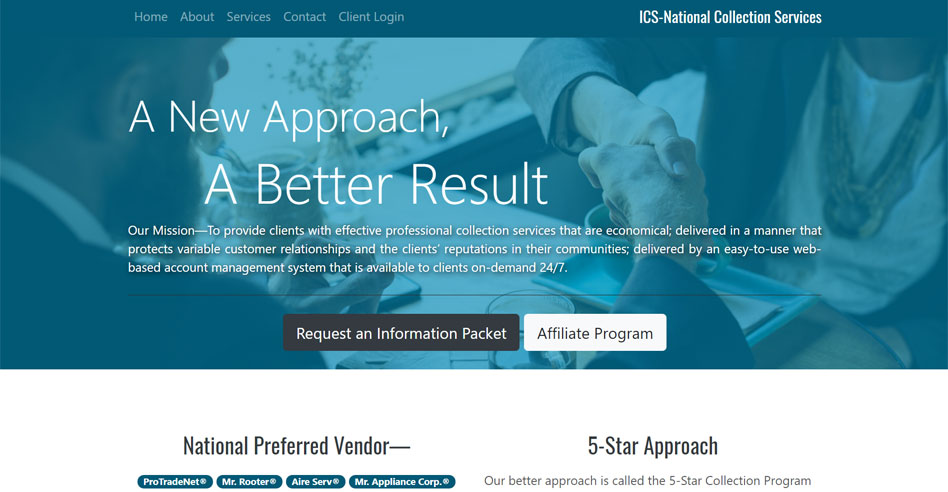 Home About Services Contact Client Login
ICS-National Collection Services
A New Approach,
A Better Result
Our Mission—To provide clients with effective professional collection services that are economical; delivered in a manner that
protects variable customer relationships and the clients' reputations in their communities; delivered by an easy-to-use web-
based account management system that is available to clients on-demand 24/7.
Request an Information Packet
Affiliate Program
National Preferred Vendor—
ProTradeNet® Mr. Rooter® Aire Serv® Mr. Appliance Corp.®
5-Star Approach
Our better approach is called the 5-Star Collection Program